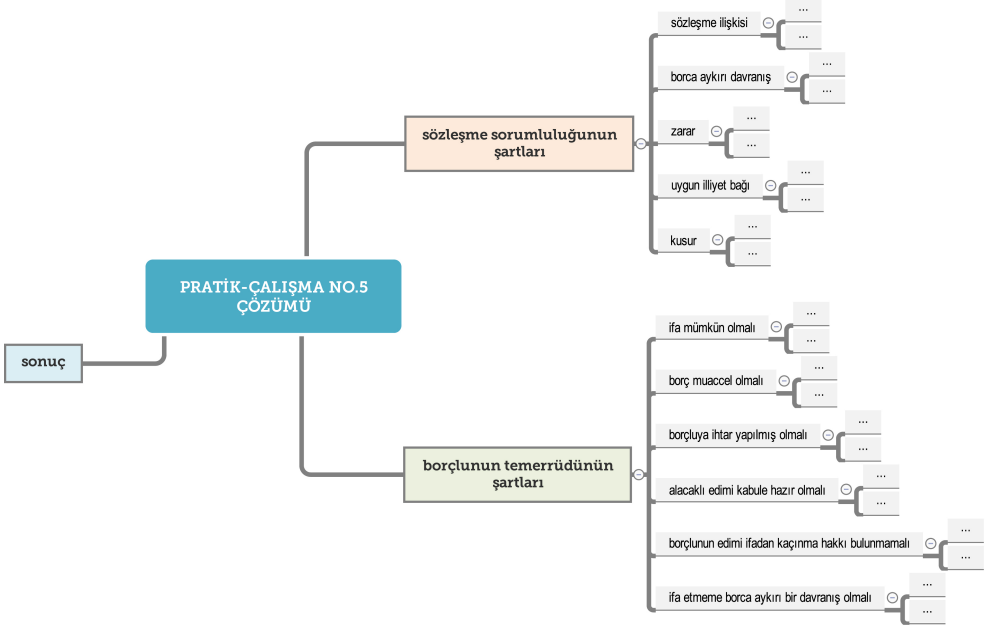 PRATİK-ÇALIŞMA NO.5
ÇÖZÜMÜ
sözleşme sorumluluğunun
şartları
sözleşme ilişkisi
...
...
borca aykırı davranış
...
...
zarar
...
...
uygun illiyet bağı
...
...
kusur
...
...
borçlunun temerrüdünün
şartları
ifa mümkün olmalı
...
...
borç muaccel olmalı
...
...
borçluya ihtar yapılmış olmalı
...
...
alacaklı edimi kabule hazır olmalı
...
...
borçlunun edimi ifadan kaçınma hakkı bulunmamalı
...
...
ifa etmeme borca aykırı bir davranış olmalı
...
...
sonuç